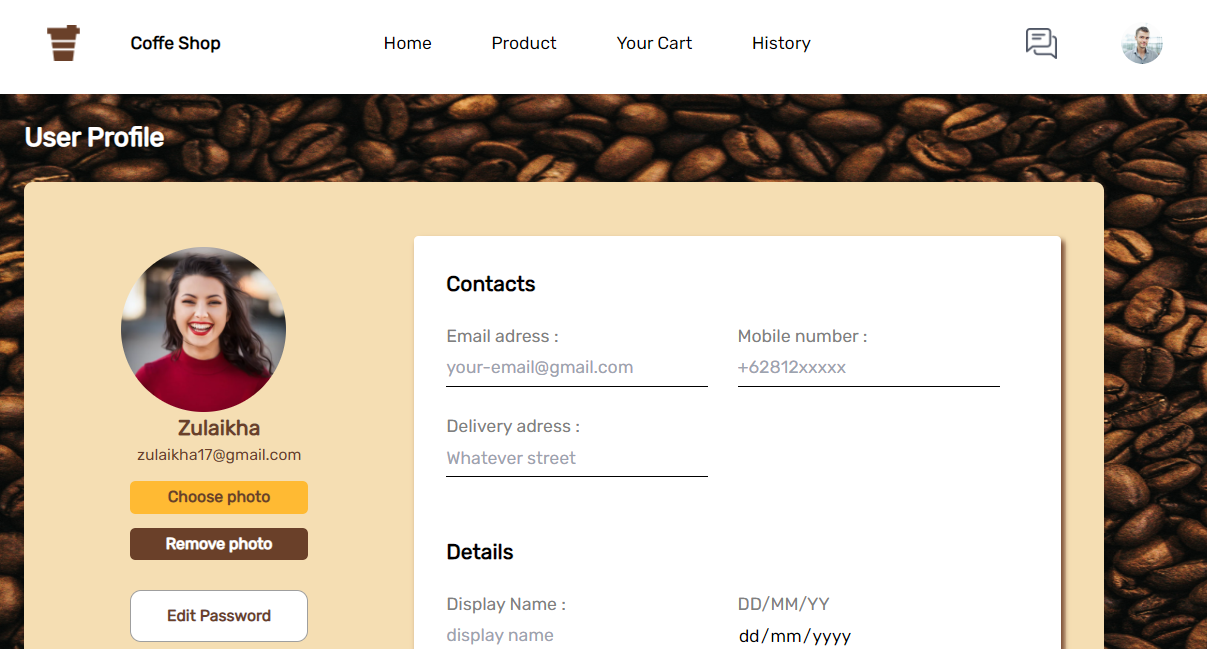 Coffe Shop
Home
Product
Your Cart
History
User Profile
Zulaikha
zulaikha17@gmail.com
Choose photo
Remove photo
Edit Password
Contacts
Email adress :
Mobile number :
your-email@gmail.com
+62812xxxxx
Delivery adress :
Whatever street
Details
Display Name :
DD/MM/YY
display name
dd/mm/yyyy